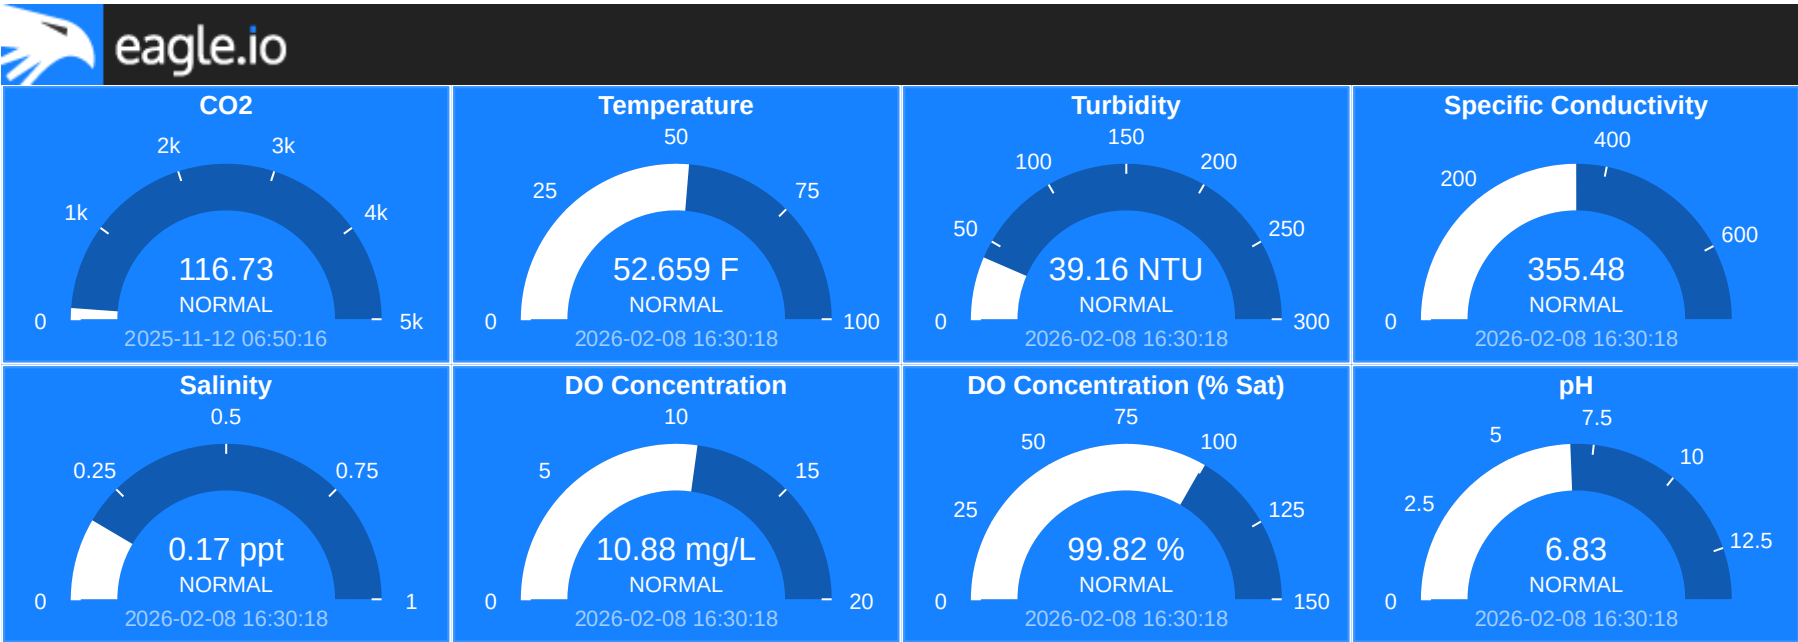 eagle.io
CO2
0
1k
2k
3k
4k
5k
116.73
NORMAL
2025-11-12 06:50:16
Temperature
0
25
50
75
100
52.659 F
NORMAL
2026-02-08 16:30:18
Turbidity
0
50
100
150
200
250
300
39.16 NTU
NORMAL
2026-02-08 16:30:18
Specific Conductivity
0
200
400
600
355.48
NORMAL
2026-02-08 16:30:18
Salinity
0
0.25
0.5
0.75
1
0.17 ppt
NORMAL
2026-02-08 16:30:18
DO Concentration
0
5
10
15
20
10.88 mg/L
NORMAL
2026-02-08 16:30:18
DO Concentration (% Sat)
0
25
50
75
100
125
150
99.82 %
NORMAL
2026-02-08 16:30:18
pH
0
2.5
5
7.5
10
12.5
6.83
NORMAL
2026-02-08 16:30:18